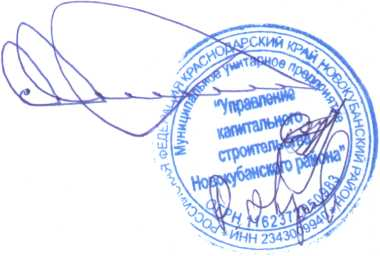 РОССИЙСКАЯ ФЕДЕРАЦИЯ КРАСНОДАРСКИЙ КРАЙ НОВОКУБАНСКИЙ РАЙОН
Муниципальное унитарное предприятие
"Управление
капитального
строительства
Новокубанского района"
ОГРН
ИНН